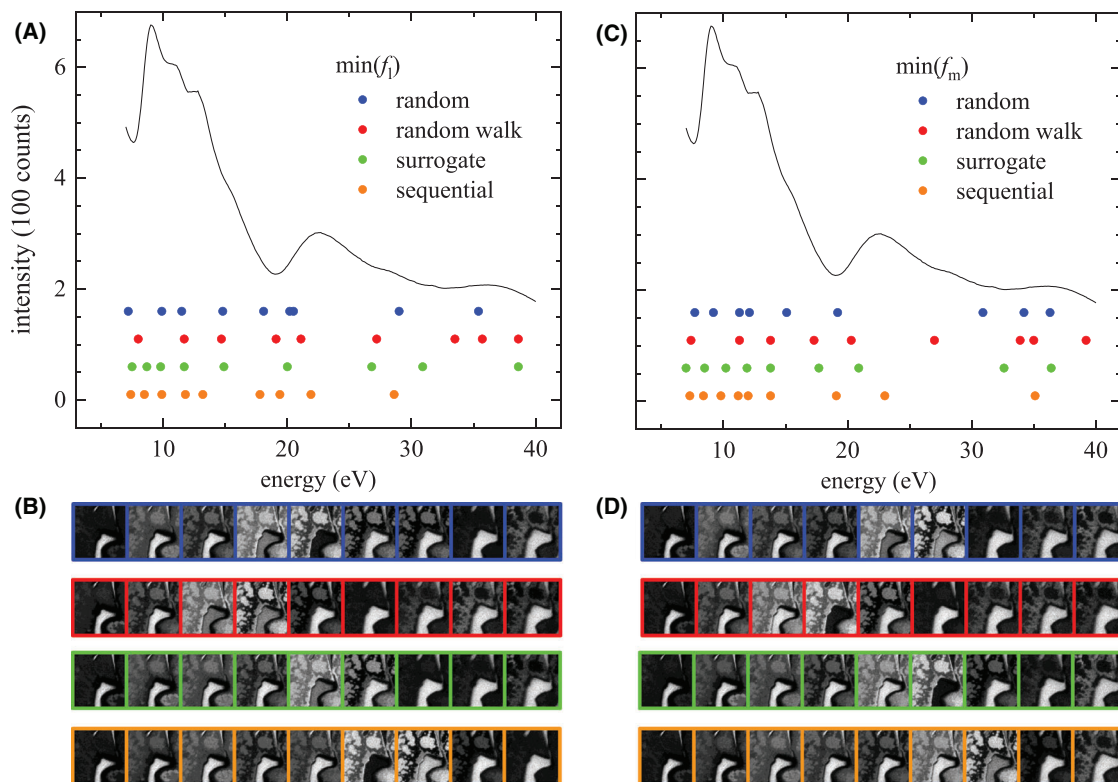 (A)
min(f_l)
random
random walk
surrogate
sequential
intensity (100 counts)
6
4
2
0
10 20 30 40
energy (eV)
(C)
min(f_m)
random
random walk
surrogate
sequential
10 20 30 40
energy (eV)
(B)
(D)